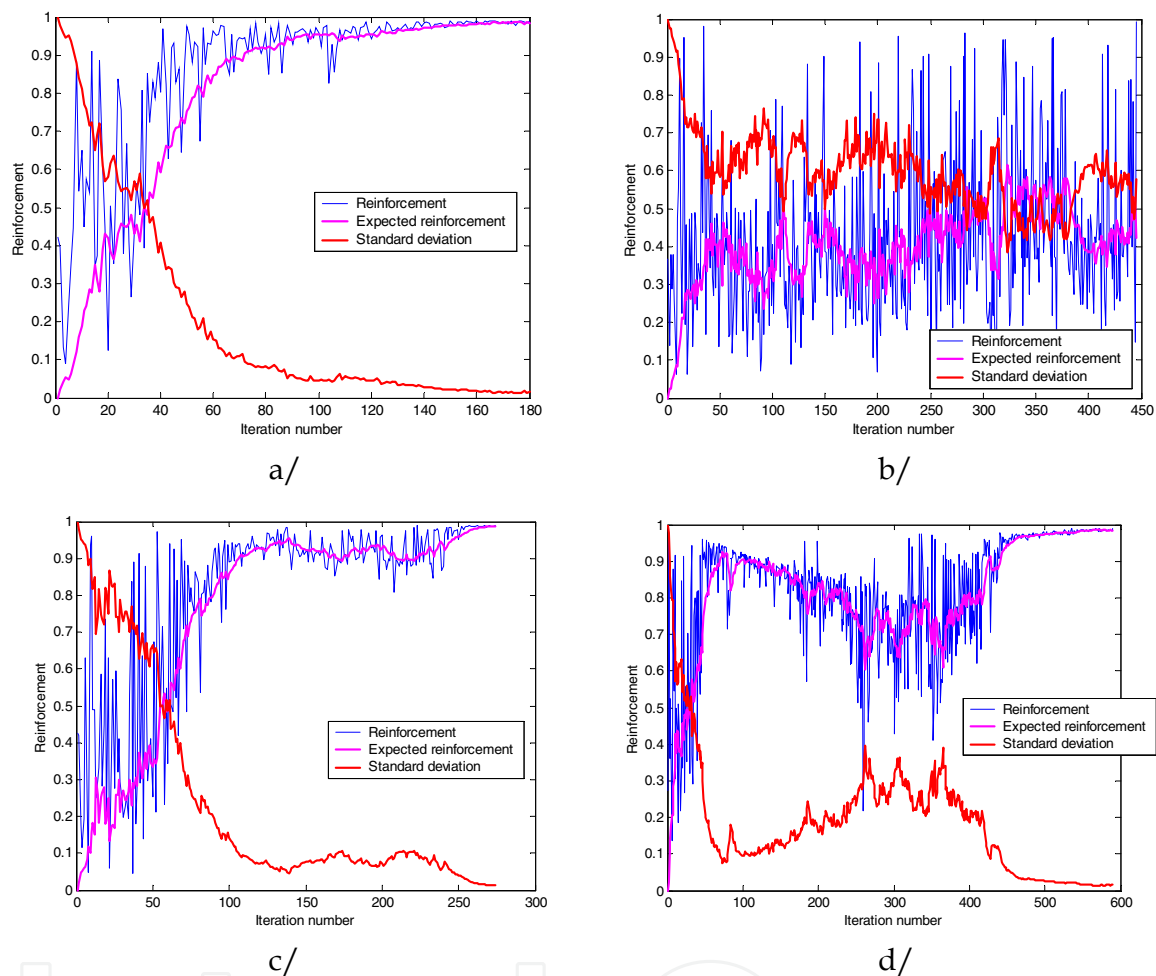 1
0.9
0.8
0.7
0.6
0.5
0.4
0.3
0.2
0.1
0
Reinforcement
Reinforcement
Expected reinforcement
Standard deviation
0 20 40 60 80 100 120 140 160 180
Iteration number
a/
1
0.9
0.8
0.7
0.6
0.5
0.4
0.3
0.2
0.1
0
Reinforcement
Reinforcement
Expected reinforcement
Standard deviation
0 50 100 150 200 250 300 350 400 450
Iteration number
b/
1
0.9
0.8
0.7
0.6
0.5
0.4
0.3
0.2
0.1
0
Reinforcement
Reinforcement
Expected reinforcement
Standard deviation
0 50 100 150 200 250 300
Iteration number
c/
1
0.9
0.8
0.7
0.6
0.5
0.4
0.3
0.2
0.1
0
Reinforcement
Reinforcement
Expected reinforcement
Standard deviation
0 100 200 300 400 500 600
Iteration number
d/